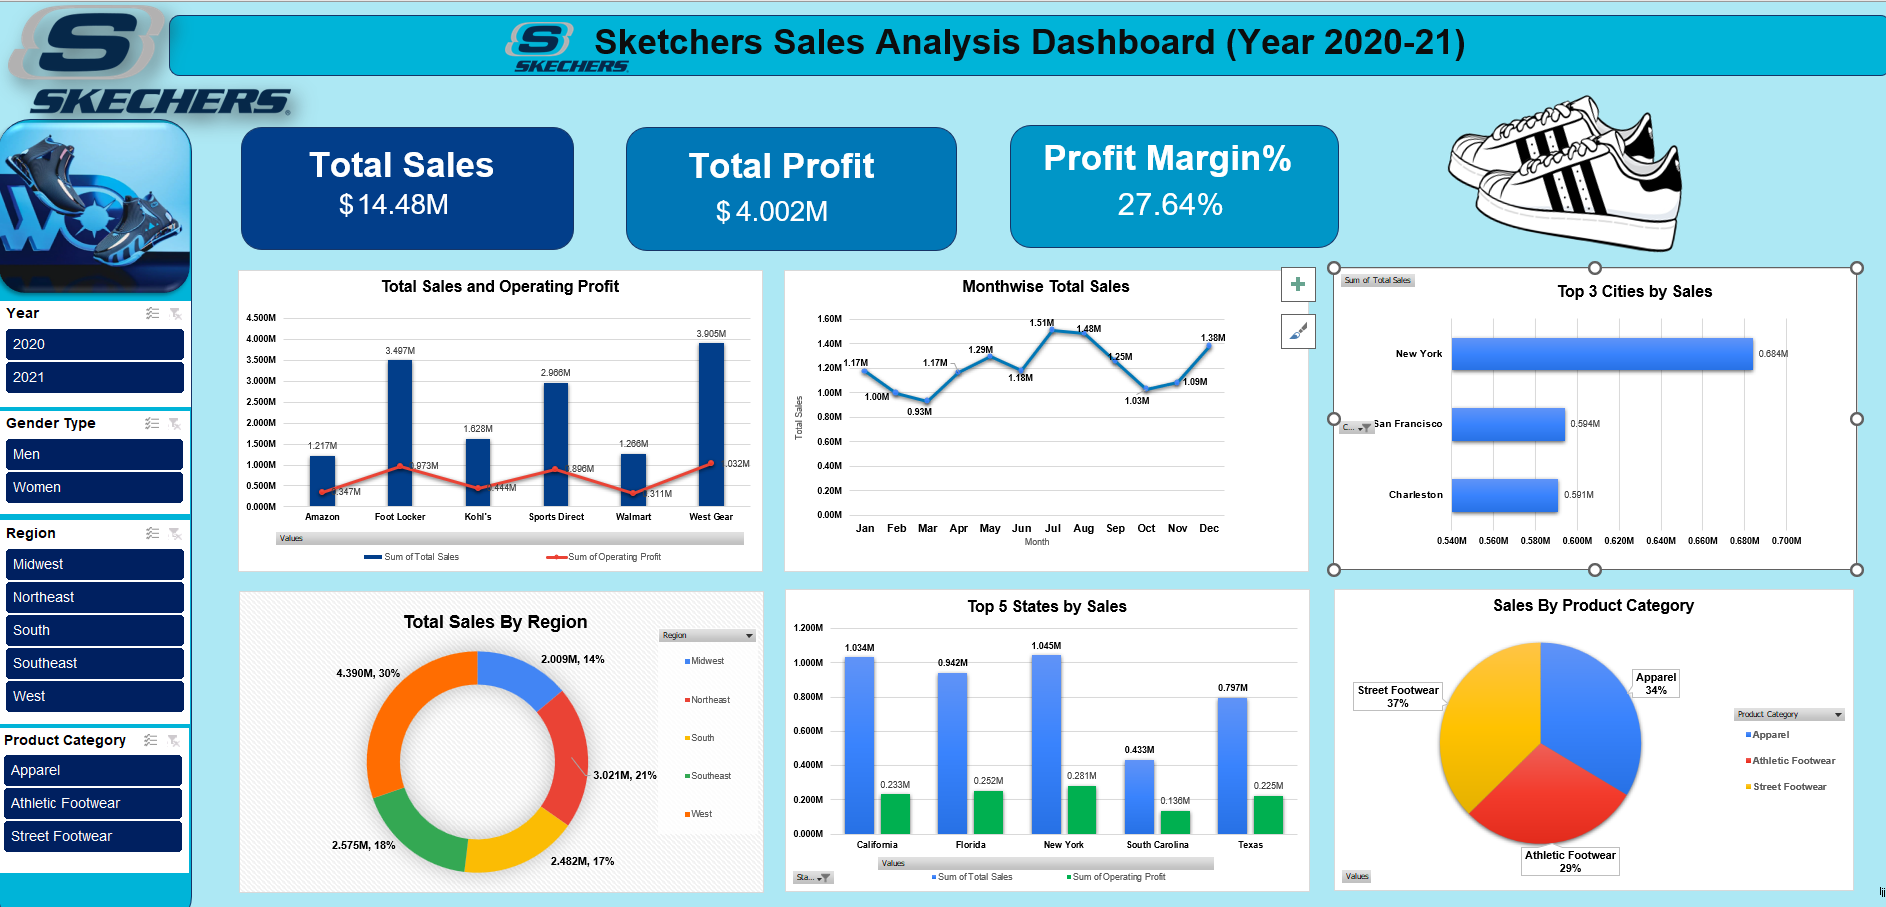 SKECHERS
Sketchers Sales Analysis Dashboard (Year 2020-21)
SKECHERS
Total Sales
$14.48M
Total Profit
$ 4.002M
Profit Margin%
27.64%
Year
2020
2021
Gender Type
Men
Women
Region
Midwest
Northeast
South
Southeast
West
Product Category
Apparel
Athletic Footwear
Street Footwear
Total Sales and Operating Profit
4.500M
4.000M
3.500M
3.000M
2.500M
2.000M
1.500M
1.000M
0.500M
0.000M
1.217M
3.497M
1.628M
2.966M
1.266M
3.905M
.347M
.973M
.444M
.896M
.311M
.032M
Amazon
Foot Locker
Kohl's
Sports Direct
Walmart
West Gear
Values
Sum of Total Sales
Sum of Operating Profit
Monthwise Total Sales
1.60M
1.40M
1.20M
1.00M
0.80M
0.60M
0.40M
0.20M
0.00M
Total Sales
1.17M
1.00M
0.93M
1.17M
1.29M
1.18M
1.51M
1.48M
1.25M
1.03M
1.09M
1.38M
Jan Feb Mar Apr May Jun Jul Aug Sep Oct Nov Dec
Month
Sum of Total Sales
Top 3 Cities by Sales
New York
0.684M
C...
San Francisco
0.594M
Charleston
0.591M
0.540M 0.560M 0.580M 0.600M 0.620M 0.640M 0.660M 0.680M 0.700M
Total Sales By Region
Region
Midwest
Northeast
South
Southeast
West
2.009M, 14%
3.021M, 21%
2.482M, 17%
2.575M, 18%
4.390M, 30%
Top 5 States by Sales
1.200M
1.000M
0.800M
0.600M
0.400M
0.200M
0.000M
1.034M
0.233M
0.942M
0.252M
1.045M
0.281M
0.433M
0.136M
0.797M
0.225M
California
Florida
New York
South Carolina
Texas
Values
Sta...
Sum of Total Sales
Sum of Operating Profit
Sales By Product Category
Apparel
34%
Street Footwear
37%
Athletic Footwear
29%
Product Category
Apparel
Athletic Footwear
Street Footwear
Values